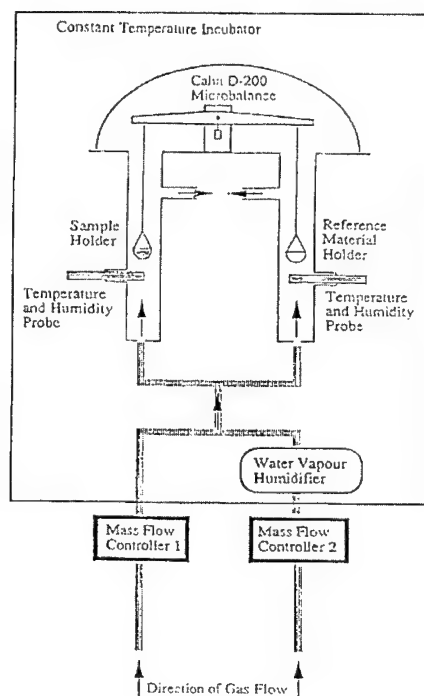 Constant Temperature Incubator
Cahn D-200
Microbalance
Sample
Holder
Reference
Material
Holder
Temperature
and Humidity
Probe
Temperature
and Humidity
Probe
Water Vapour
Humidifier
Mass Flow
Controller 1
Mass Flow
Controller 2
Direction of Gas Flow